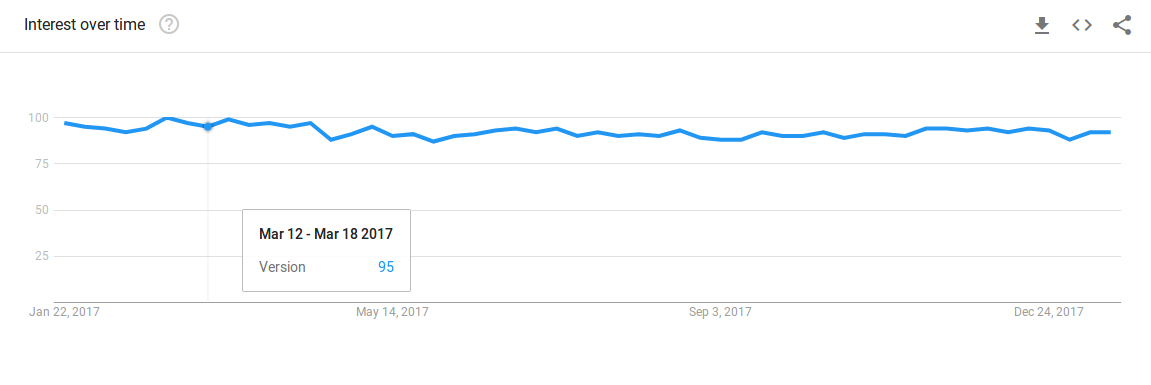 Interest over time ?
100
75
50
25
Mar 12 - Mar 18 2017
Version 95
Jan 22, 2017 May 14, 2017 Sep 3, 2017 Dec 24, 2017